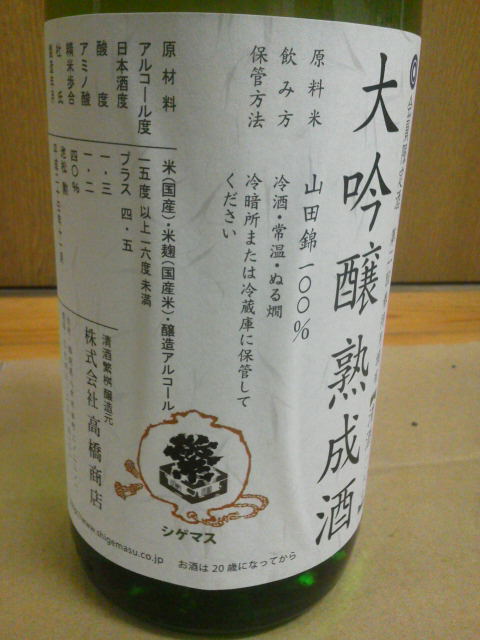 大吟醸熟成酒
原料米 山田錦一〇〇%
飲み方 冷酒・常温・ぬる燗
保管方法 冷暗所または冷蔵庫に保管して
ください
原材料 米(国産)・米麹(国産米)・醸造アルコール
アルコール度 一五度以上一六度未満
日本酒度 プラス 四・五
酸度 一・三
アミノ酸 一・二
精米歩合 四〇%
杜氏
清酒繁桝醸造元
株式会社高橋商店
繁
シゲマス
http://www.shigemasu.co.jp
お酒は20歳になってから